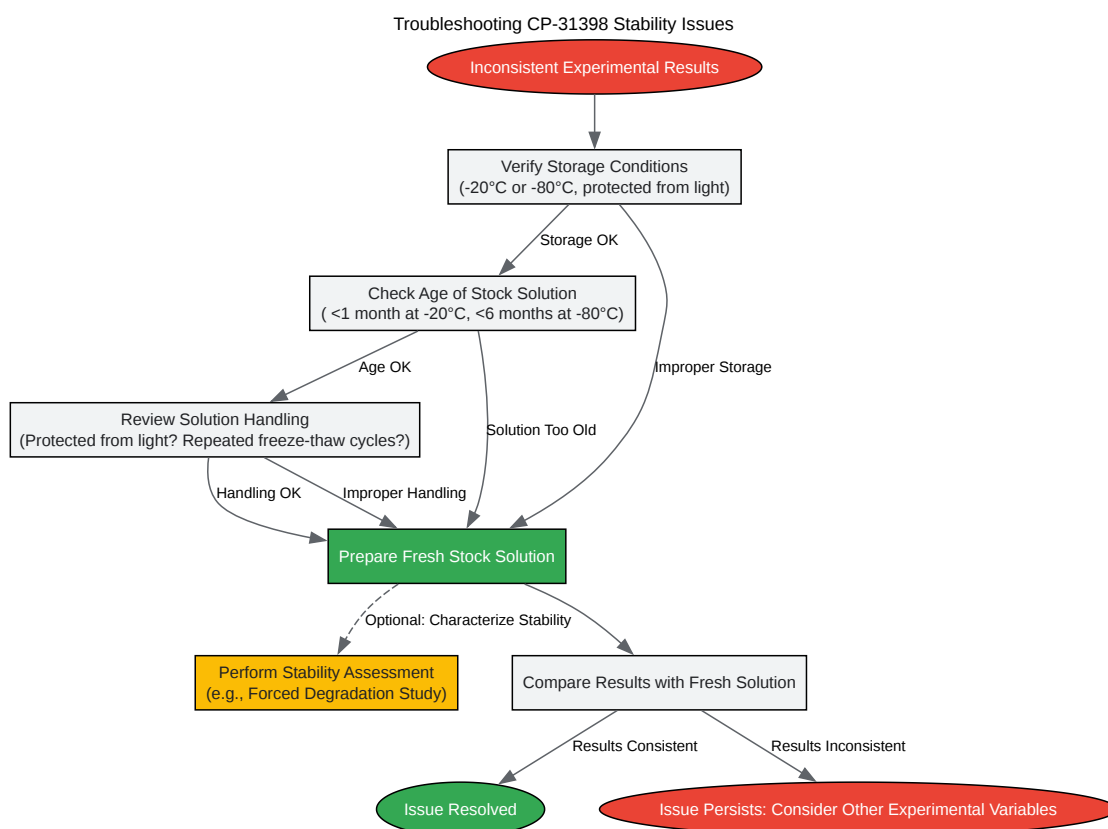 Troubleshooting CP-31398 Stability Issues
Inconsistent Experimental Results
Verify Storage Conditions
(-20°C or -80°C, protected from light)
Storage OK
Check Age of Stock Solution
( <1 month at -20°C, <6 months at -80°C)
Age OK
Improper Storage
Review Solution Handling
(Protected from light? Repeated freeze-thaw cycles?)
Solution Too Old
Handling OK
Improper Handling
Prepare Fresh Stock Solution
Optional: Characterize Stability
Perform Stability Assessment
(e.g., Forced Degradation Study)
Compare Results with Fresh Solution
Results Consistent
Results Inconsistent
Issue Resolved
Issue Persists: Consider Other Experimental Variables